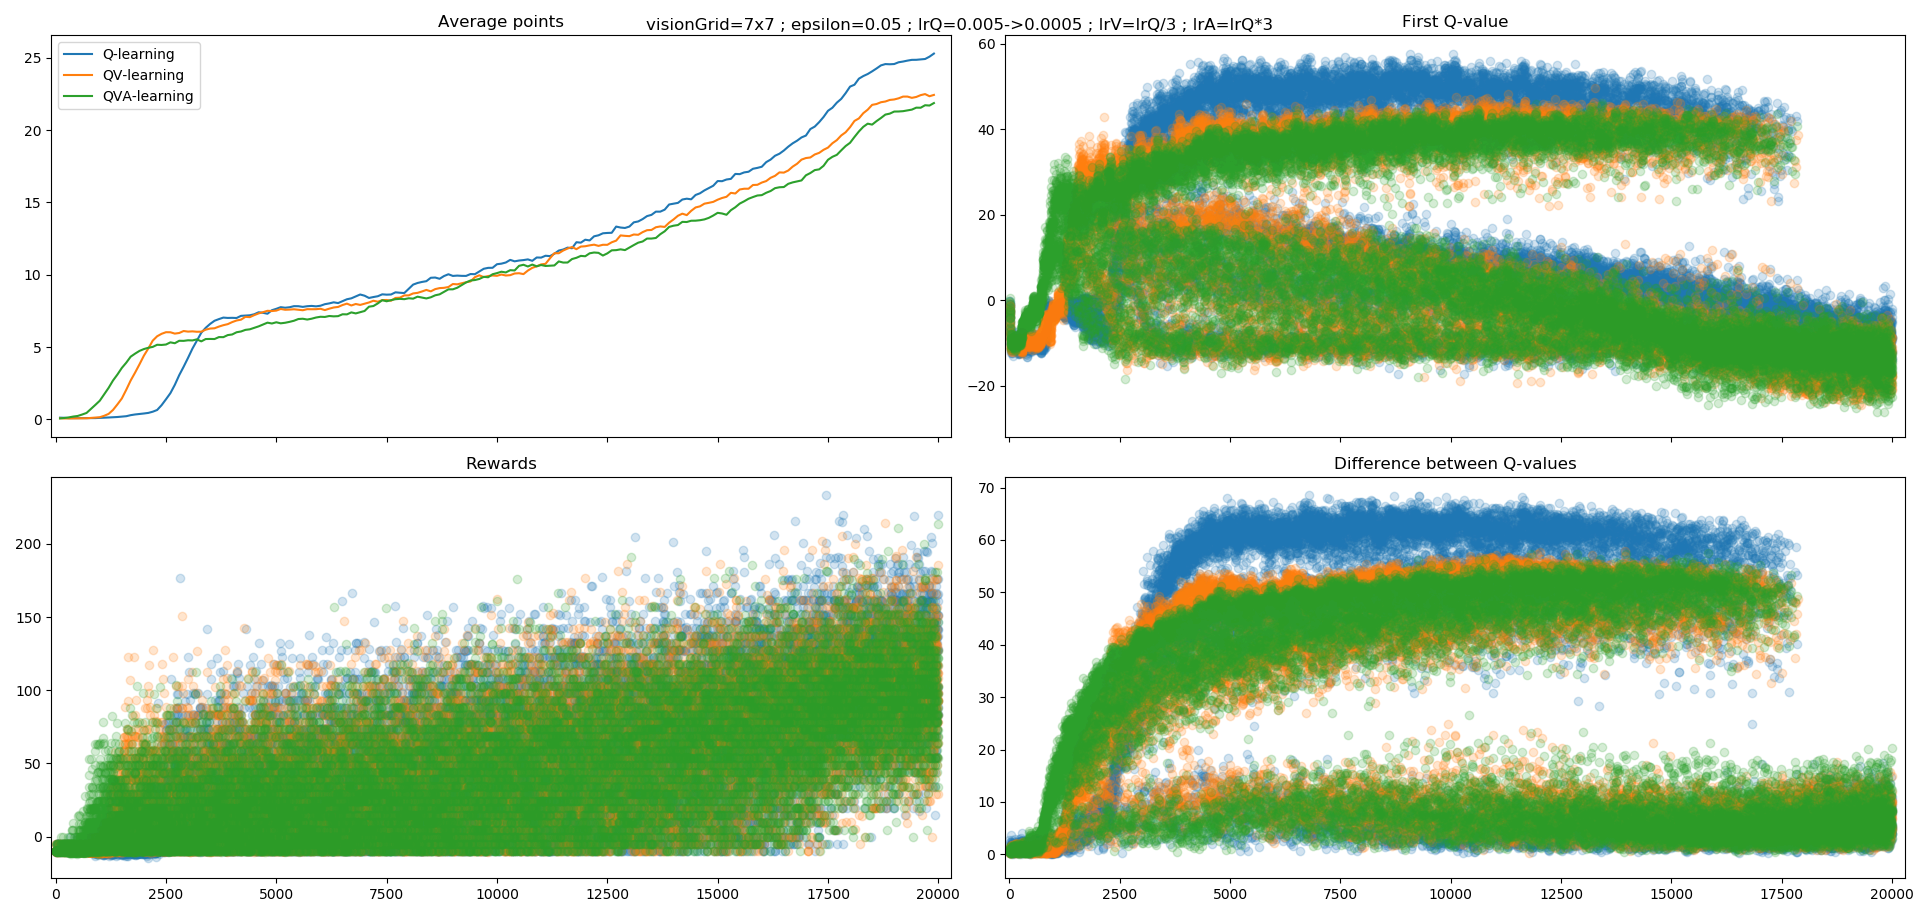 visionGrid=7x7 ; epsilon=0.05 ; lrQ=0.005->0.0005 ; lrV=lrQ/3 ; lrA=lrQ*3
Average points
Q-learning
QV-learning
QVA-learning
25
20
15
10
5
0
First Q-value
60
40
20
0
−20
Rewards
200
150
100
50
0
0 2500 5000 7500 10000 12500 15000 17500 20000
Difference between Q-values
70
60
50
40
30
20
10
0
0 2500 5000 7500 10000 12500 15000 17500 20000